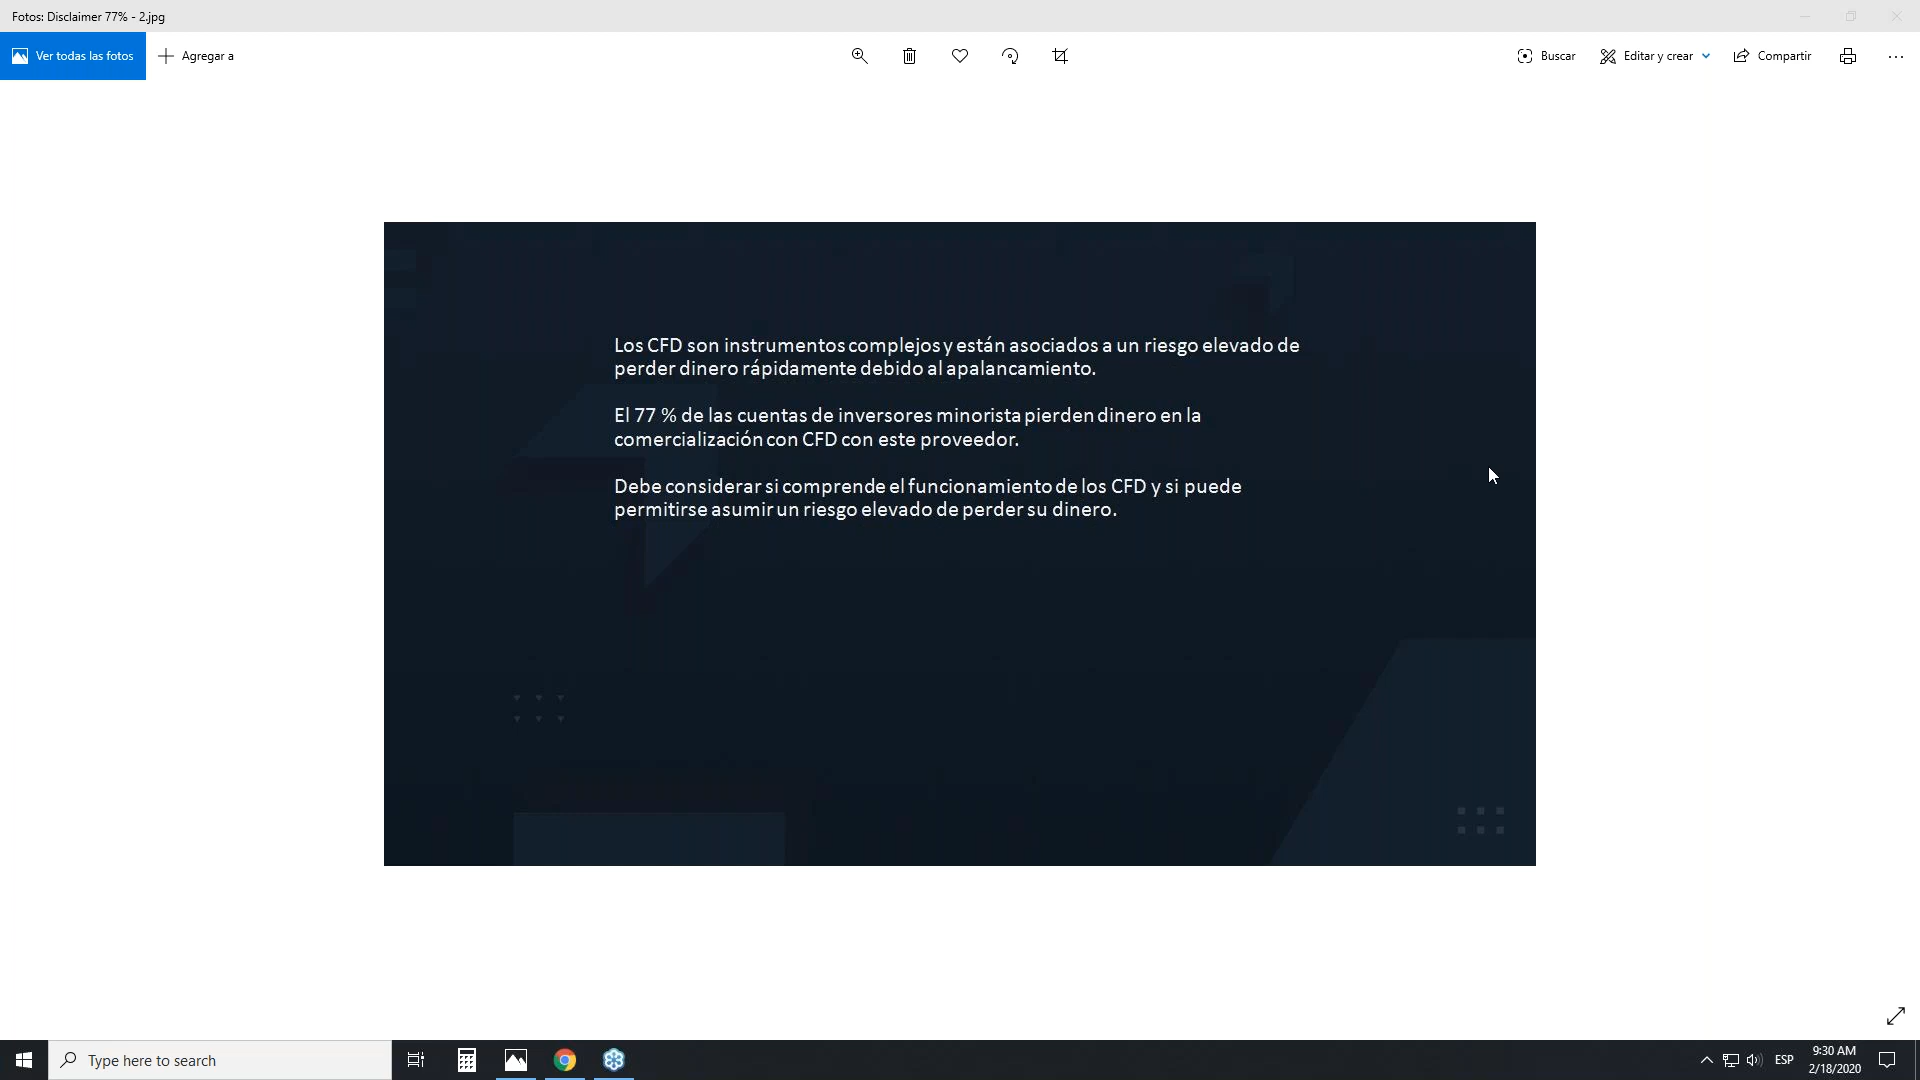 Fotos: Disclaimer 77% - 2.jpg
Ver todas las fotos
Agregar a
Buscar
Editar y crear
Compartir
Los CFD son instrumentos complejos y están asociados a un riesgo elevado de
perder dinero rápidamente debido al apalancamiento.
El 77 % de las cuentas de inversores minorista pierden dinero en la
comercialización con CFD con este proveedor.
Debe considerar si comprende el funcionamiento de los CFD y si puede
permitirse asumir un riesgo elevado de perder su dinero.
Type here to search
ESP
9:30 AM
2/18/2020